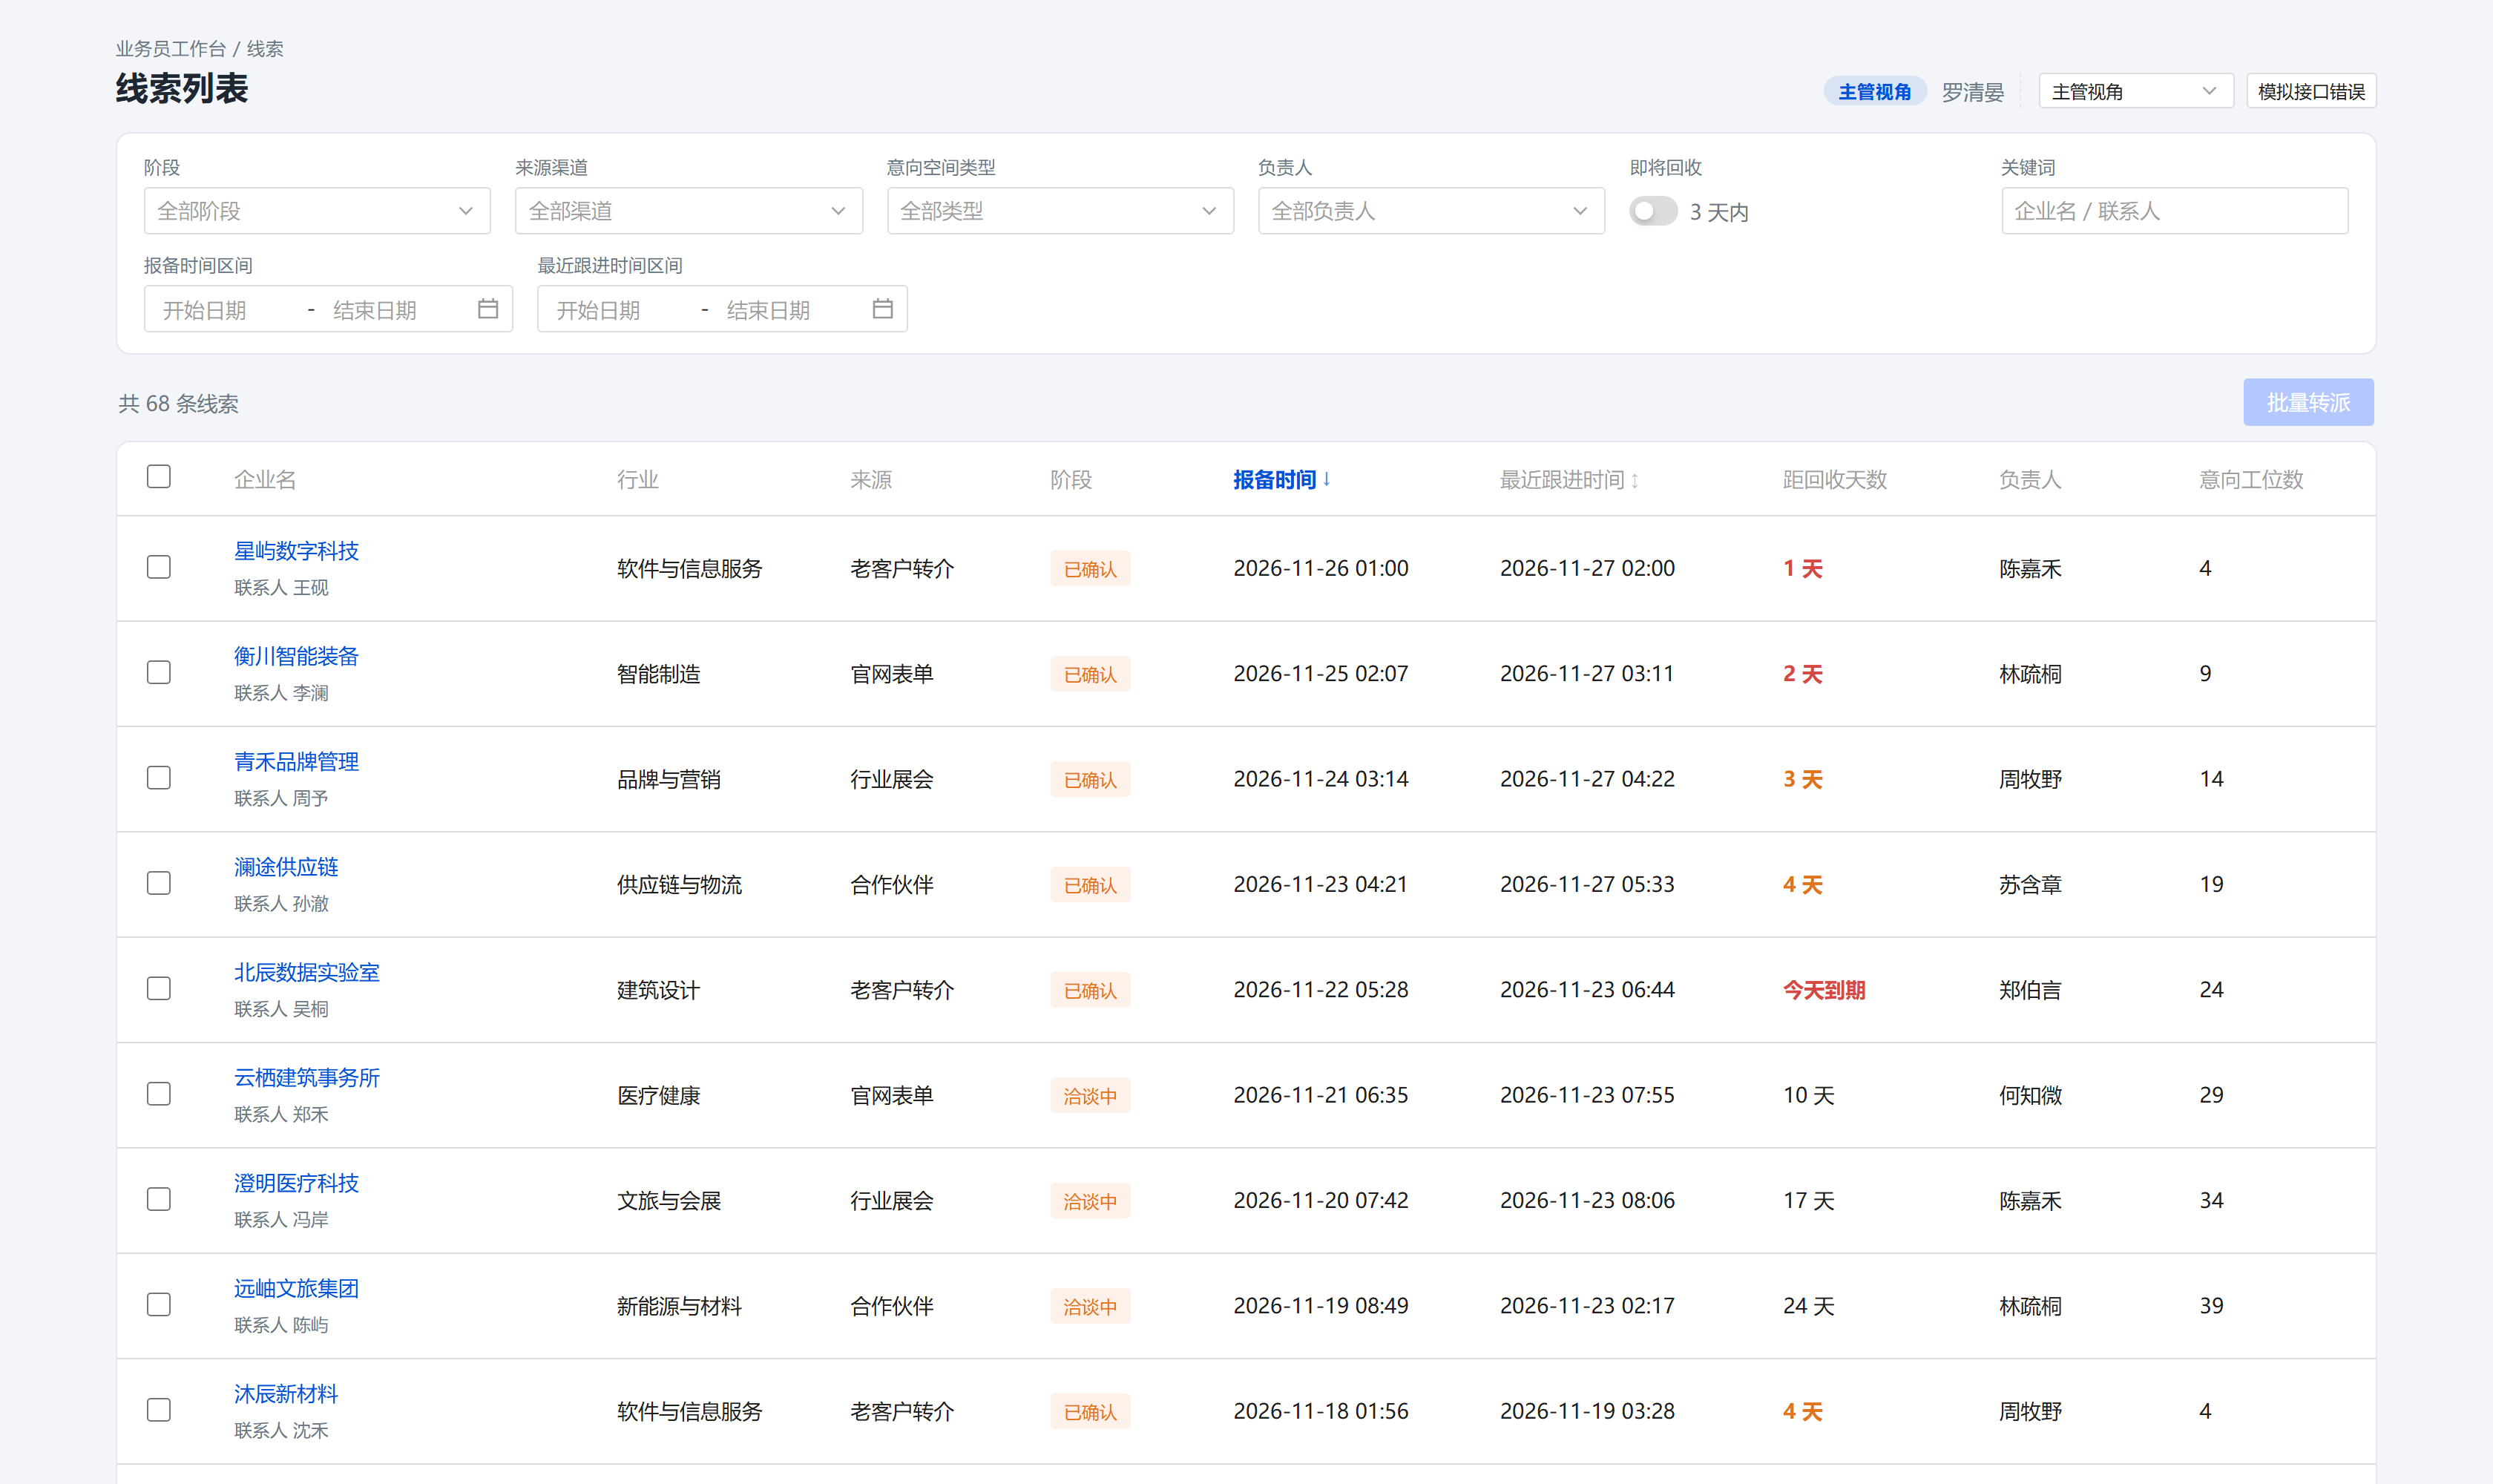 业务员工作台 / 线索
线索列表
主管视角 罗清晏 主管视角 模拟接口错误
阶段 来源渠道 意向空间类型 负责人 即将回收 关键词
全部阶段 全部渠道 全部类型 全部负责人 3 天内 企业名 / 联系人
报备时间区间 最近跟进时间区间
开始日期 - 结束日期 开始日期 - 结束日期
共 68 条线索 批量转派
企业名 行业 来源 阶段 报备时间↓ 最近跟进时间↕ 距回收天数 负责人 意向工位数
星屿数字科技
联系人 王砚
软件与信息服务 老客户转介 已确认 2026-11-26 01:00 2026-11-27 02:00 1 天 陈嘉禾 4
衡川智能装备
联系人 李澜
智能制造 官网表单 已确认 2026-11-25 02:07 2026-11-27 03:11 2 天 林疏桐 9
青禾品牌管理
联系人 周予
品牌与营销 行业展会 已确认 2026-11-24 03:14 2026-11-27 04:22 3 天 周牧野 14
澜途供应链
联系人 孙澈
供应链与物流 合作伙伴 已确认 2026-11-23 04:21 2026-11-27 05:33 4 天 苏含章 19
北辰数据实验室
联系人 吴桐
建筑设计 老客户转介 已确认 2026-11-22 05:28 2026-11-23 06:44 今天到期 郑伯言 24
云栖建筑事务所
联系人 郑禾
医疗健康 官网表单 洽谈中 2026-11-21 06:35 2026-11-23 07:55 10 天 何知微 29
澄明医疗科技
联系人 冯岸
文旅与会展 行业展会 洽谈中 2026-11-20 07:42 2026-11-23 08:06 17 天 陈嘉禾 34
远岫文旅集团
联系人 陈屿
新能源与材料 合作伙伴 洽谈中 2026-11-19 08:49 2026-11-23 02:17 24 天 林疏桐 39
沐辰新材料
联系人 沈禾
软件与信息服务 老客户转介 已确认 2026-11-18 01:56 2026-11-19 03:28 4 天 周牧野 4